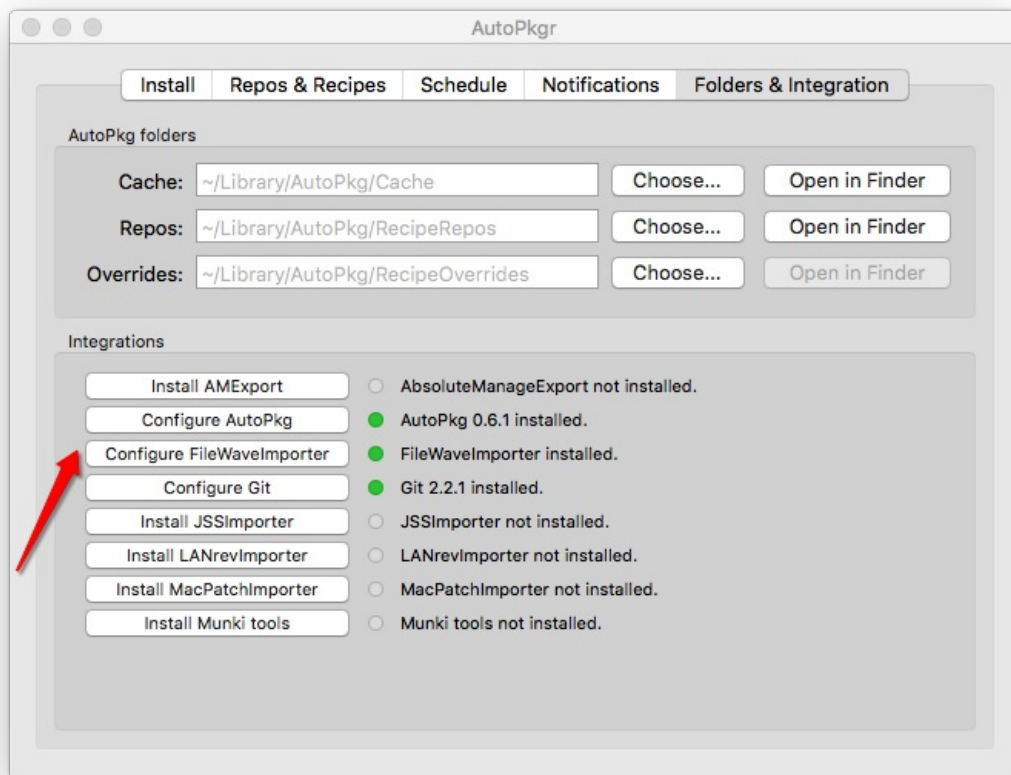 AutoPkgr
Install Repos & Recipes Schedule Notifications Folders & Integration
AutoPkg folders
Cache: ~/Library/AutoPkg/Cache Choose... Open in Finder
Repos: ~/Library/AutoPkg/RecipeRepos Choose... Open in Finder
Overrides: ~/Library/AutoPkg/RecipeOverrides Choose... Open in Finder
Integrations
Install AMExport AbsoluteManageExport not installed.
Configure AutoPkg AutoPkg 0.6.1 installed.
Configure FileWaveImporter FileWaveImporter installed.
Configure Git Git 2.2.1 installed.
Install JSSImporter JSSImporter not installed.
Install LANrevImporter LANrevImporter not installed.
Install MacPatchImporter MacPatchImporter not installed.
Install Munki tools Munki tools not installed.